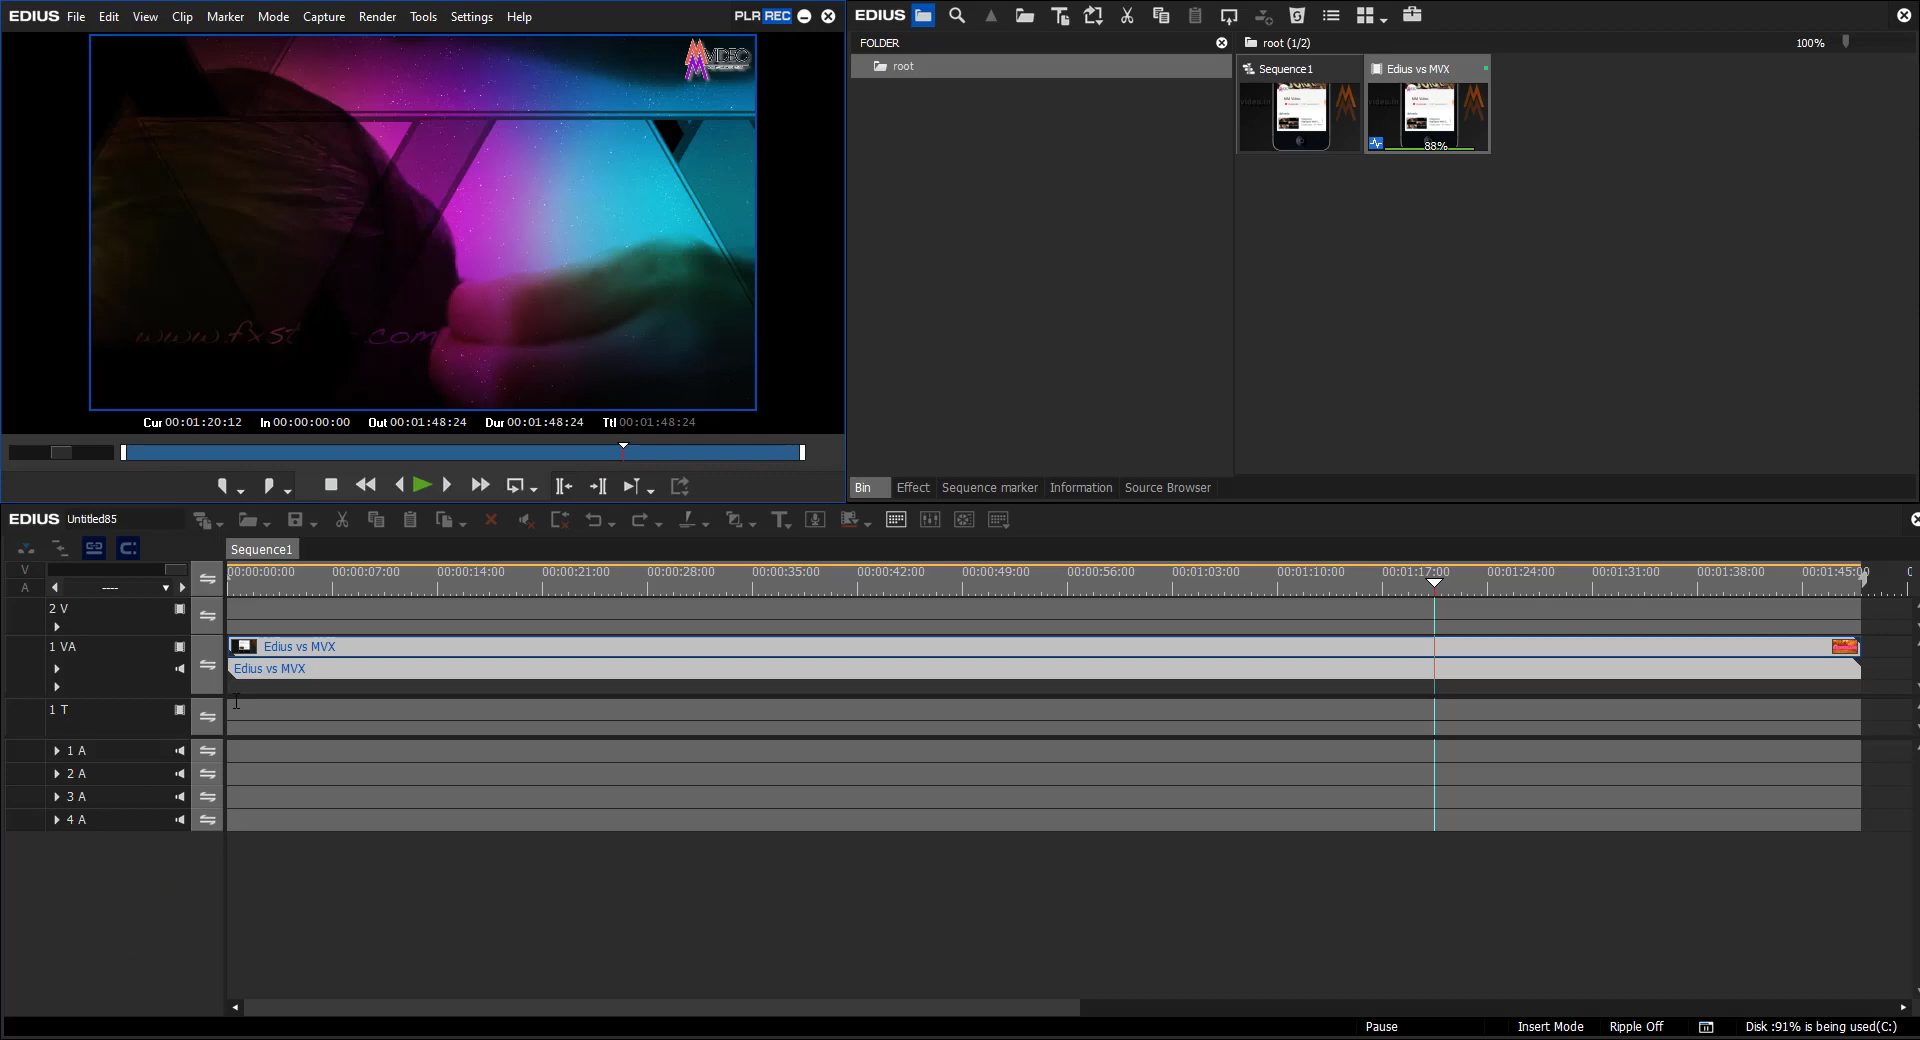 EDIUS File Edit View Clip Marker Mode Capture Render Tools Settings Help PLR REC
VIDEO
www.fxst
.com
Cur 00:01:20:12 In 00:00:00:00 Out 00:01:48:24 Dur 00:01:48:24 Ttl 00:01:48:24
EDIUS
FOLDER
root
root (1/2) 100%
Sequence1 Edius vs MVX
88%
Bin Effect Sequence marker Information Source Browser
EDIUS Untitled85
Sequence1
V
A ----
00:00:00:00 00:00:07:00 00:00:14:00 00:00:21:00 00:00:28:00 00:00:35:00 00:00:42:00 00:00:49:00 00:00:56:00 00:01:03:00 00:01:10:00 00:01:17:00 00:01:24:00 00:01:31:00 00:01:38:00 00:01:45:00 0
2 V
1 VA Edius vs MVX
Edius vs MVX
1 T
1 A
2 A
3 A
4 A
Pause Insert Mode Ripple Off Disk :91% is being used(C:)